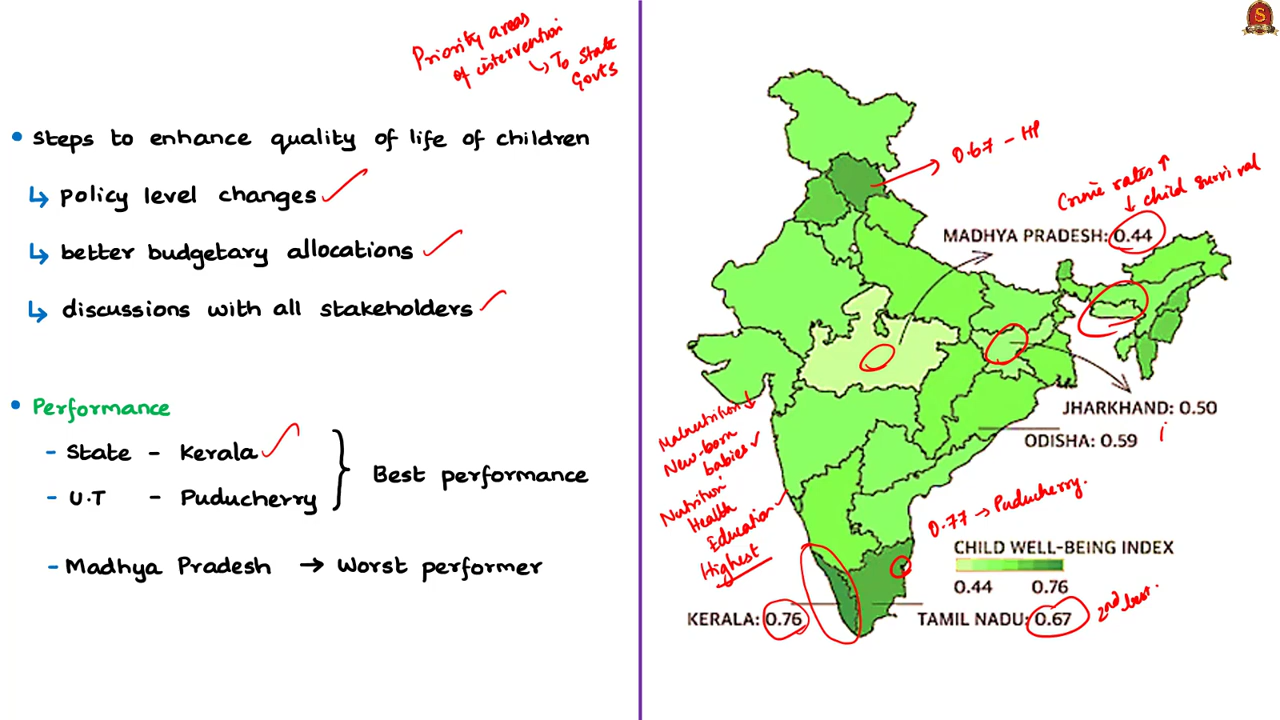 Priority areas
of intervention
↳ To State
Govts
• Steps to enhance quality of life of children
↳ policy level changes ✓
↳ better budgetary allocations ✓
↳ discussions with all stakeholders ✓
• Performance
- State - Kerala ✓
- U.T - Puducherry
} Best performance
- Madhya Pradesh → Worst performer
0.67 - HP
Crime rates ↑
↓ child survival
MADHYA PRADESH: 0.44
JHARKHAND: 0.50
ODISHA: 0.59
Malnutrition ↓
New-born
babies ✓
Nutrition
Health
Education
Highest
0.77 → Puducherry.
CHILD WELL-BEING INDEX
0.44 0.76
KERALA: 0.76
TAMIL NADU: 0.67
2nd best.